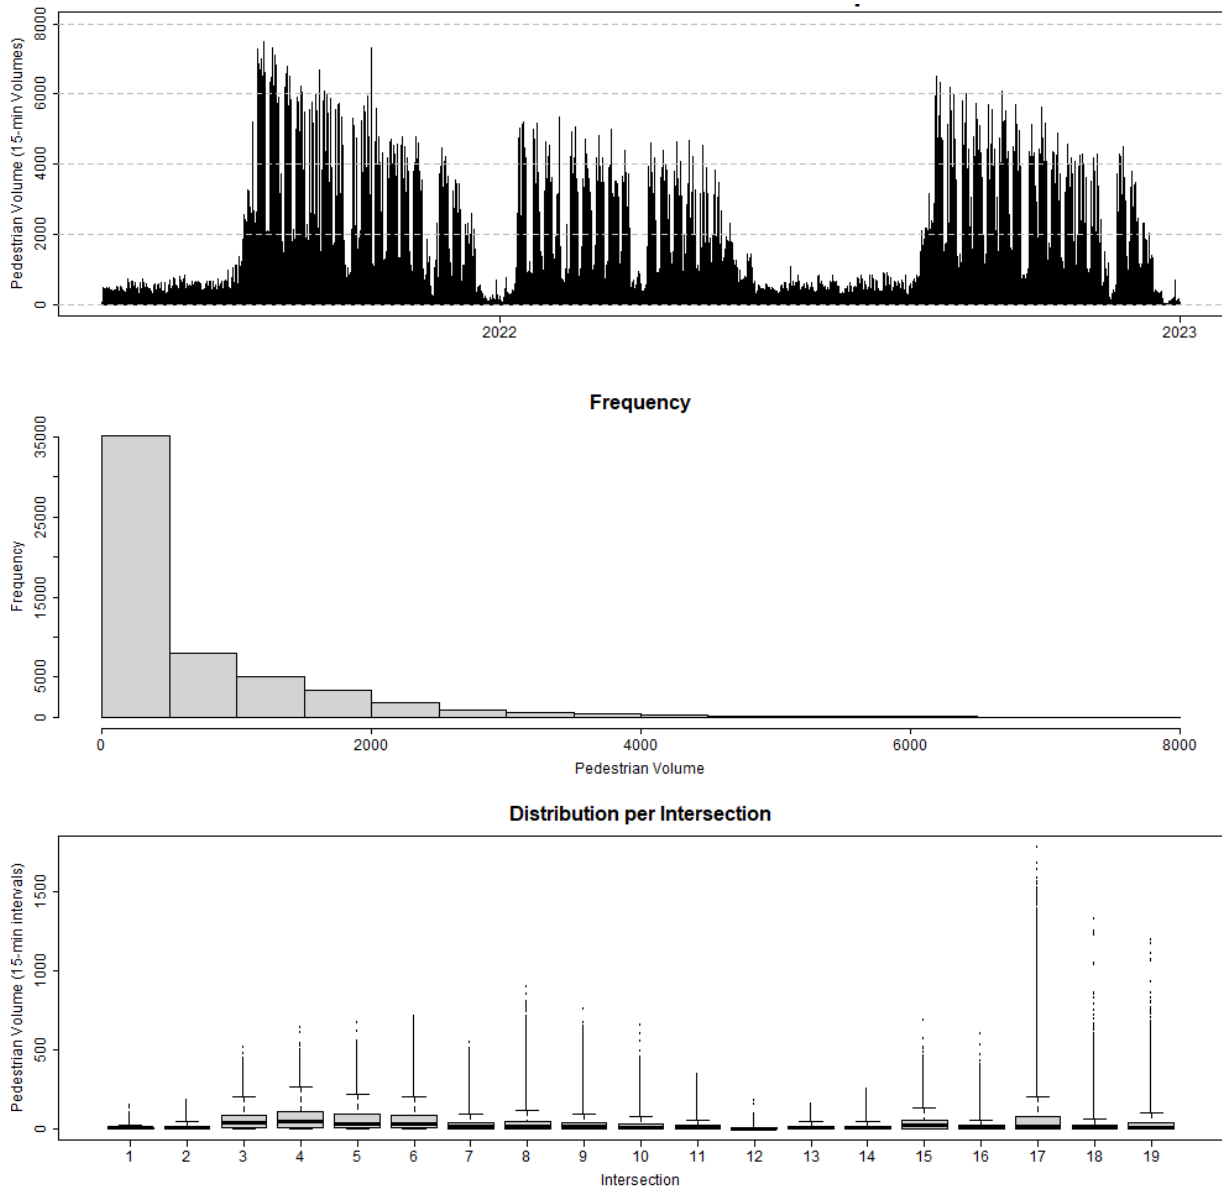 Pedestrian Volume (15-min Volumes)
8000
6000
4000
2000
0
2022 2023
Frequency
Frequency
35000
25000
15000
5000
0
0 2000 4000 6000 8000
Pedestrian Volume
Distribution per Intersection
Pedestrian Volume (15-min intervals)
1500
1000
500
0
1 2 3 4 5 6 7 8 9 10 11 12 13 14 15 16 17 18 19
Intersection